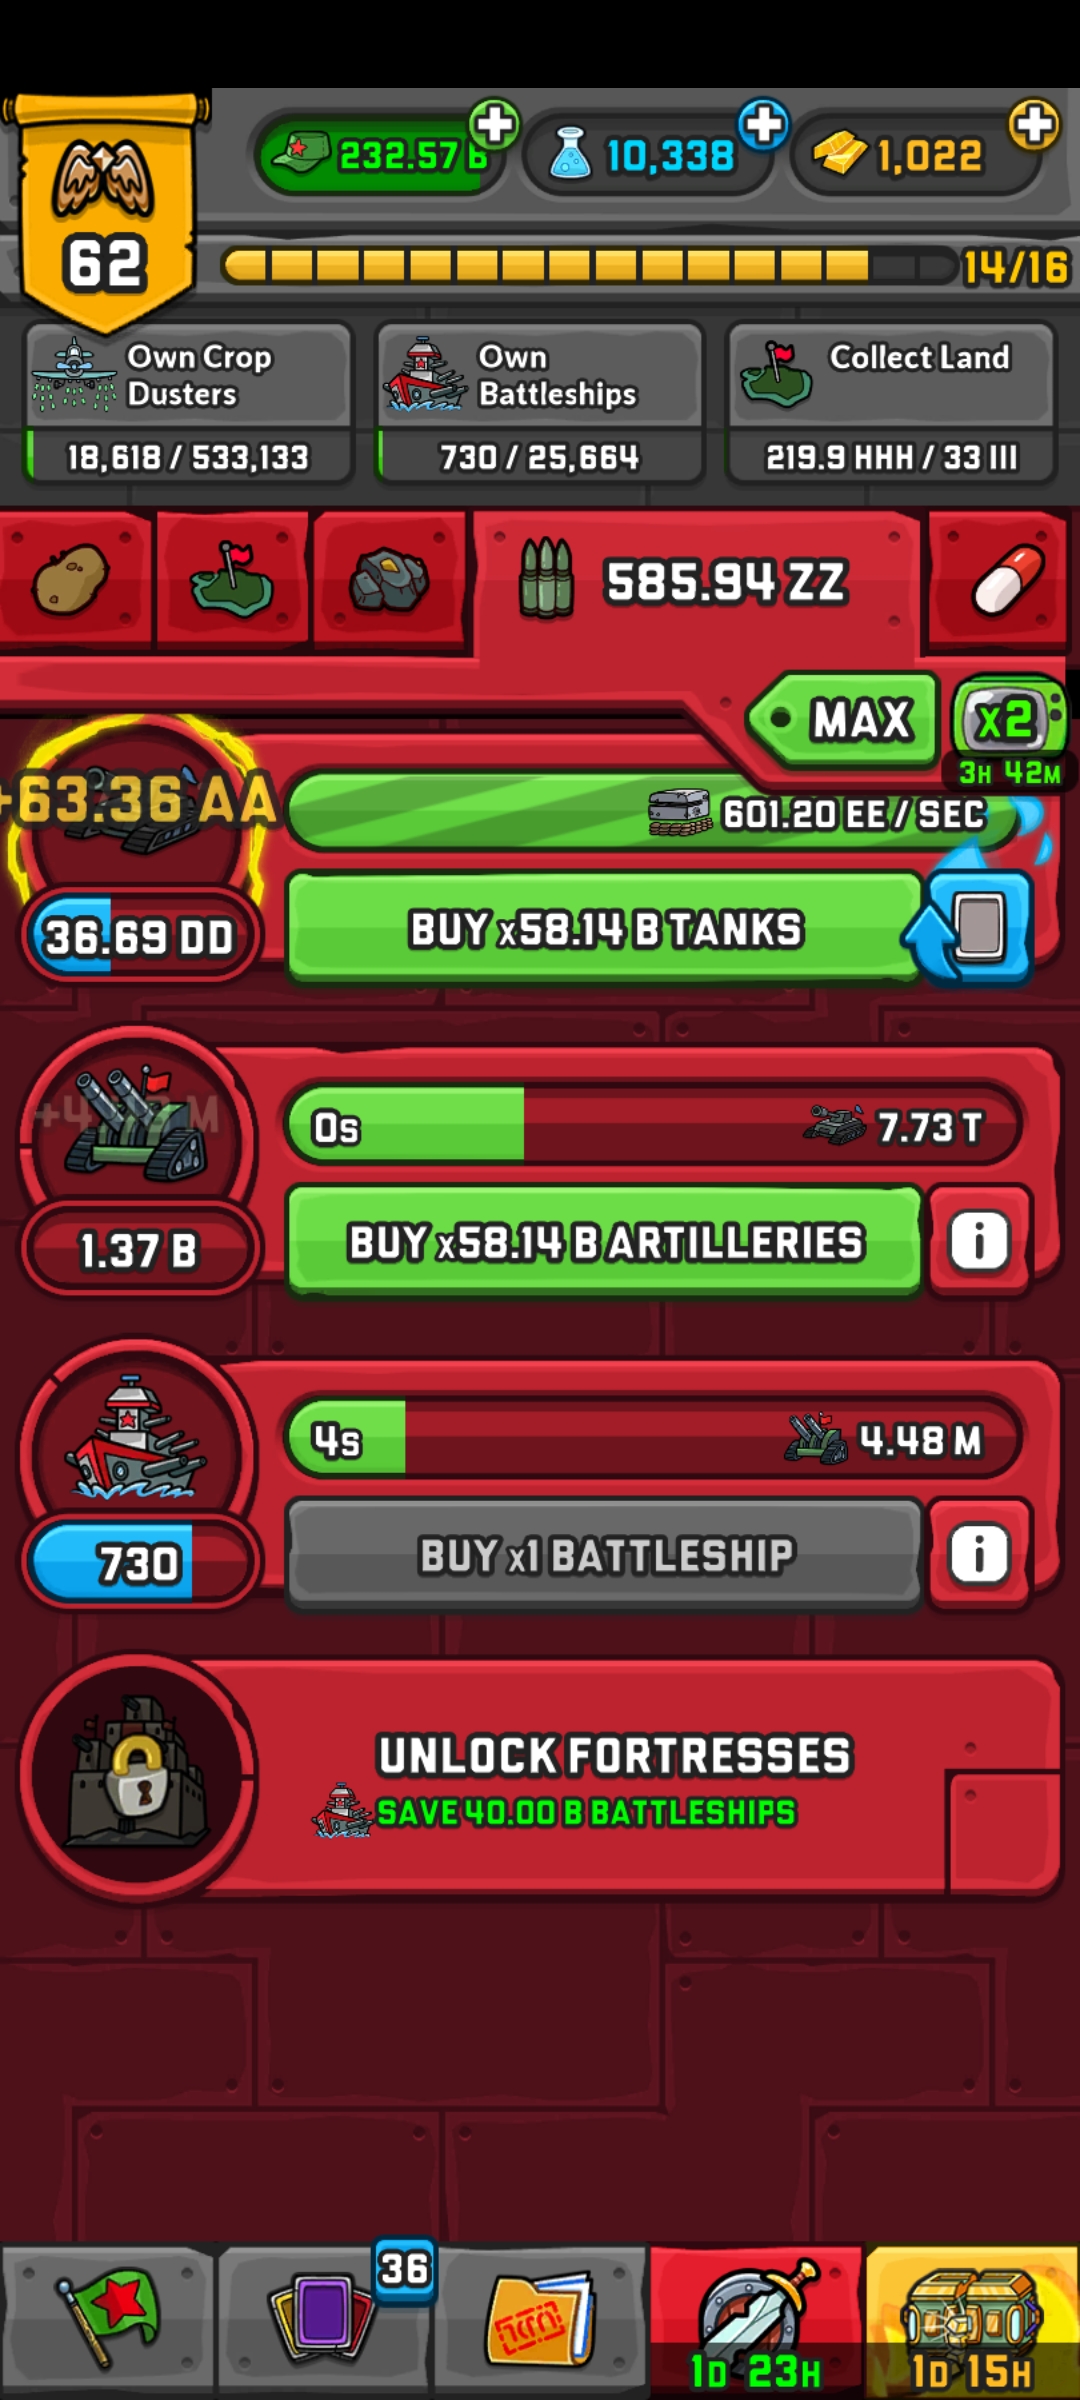 62
232.57 B
10,338
1,022
14/16
Own Crop Dusters
18,618 / 533,133
Own Battleships
730 / 25,664
Collect Land
219.9 HHH / 33 III
585.94 ZZ
MAX
x2
3H 42M
+63.36 AA
601.20 EE / SEC
36.69 DD
BUY x58.14 B TANKS
0s
7.73 T
1.37 B
BUY x58.14 B ARTILLERIES
i
4s
4.48 M
730
BUY x1 BATTLESHIP
i
UNLOCK FORTRESSES
SAVE 40.00 B BATTLESHIPS
36
1D 23H
1D 15H